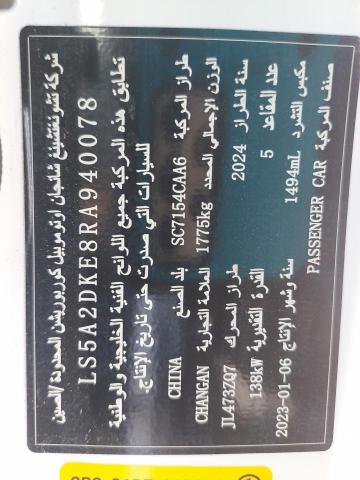 شركة تشونغتشينغ شانجان اوتوموبيل كوربوريشن المحدودة /الصين
LS5A2DKE8RA940078
تطابق هذه المركبة جميع اللوائح الفنية الخليجية والوطنية
للسيارات التي صدرت حتى تاريخ الإنتاج.
طراز المركبة SC7154CAA6 بلد الصنع CHINA
الوزن الإجمالي المحدد 1775kg العلامة التجارية CHANGAN
سنة الطراز 2024 طراز المحرك JL473ZQ7
عدد المقاعد 5 القدرة التقديرية 138kW
مكبس التشرد 1494mL سنة وشهر الإنتاج 2023-01-06
صنف المركبة PASSENGER CAR